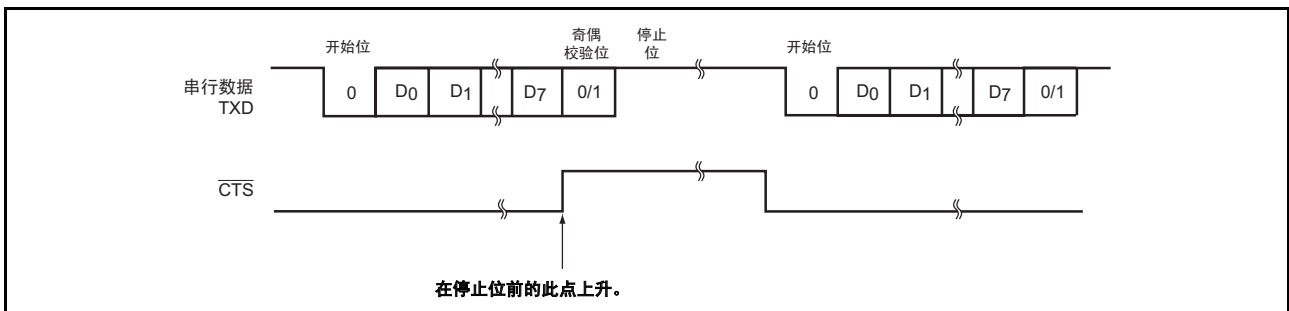 开始位
奇偶
校验位
停止
位
开始位
串行数据
TXD
0 D0 D1 D7 0/1 0 D0 D1 D7 0/1
CTS
在停止位前的此点上升。